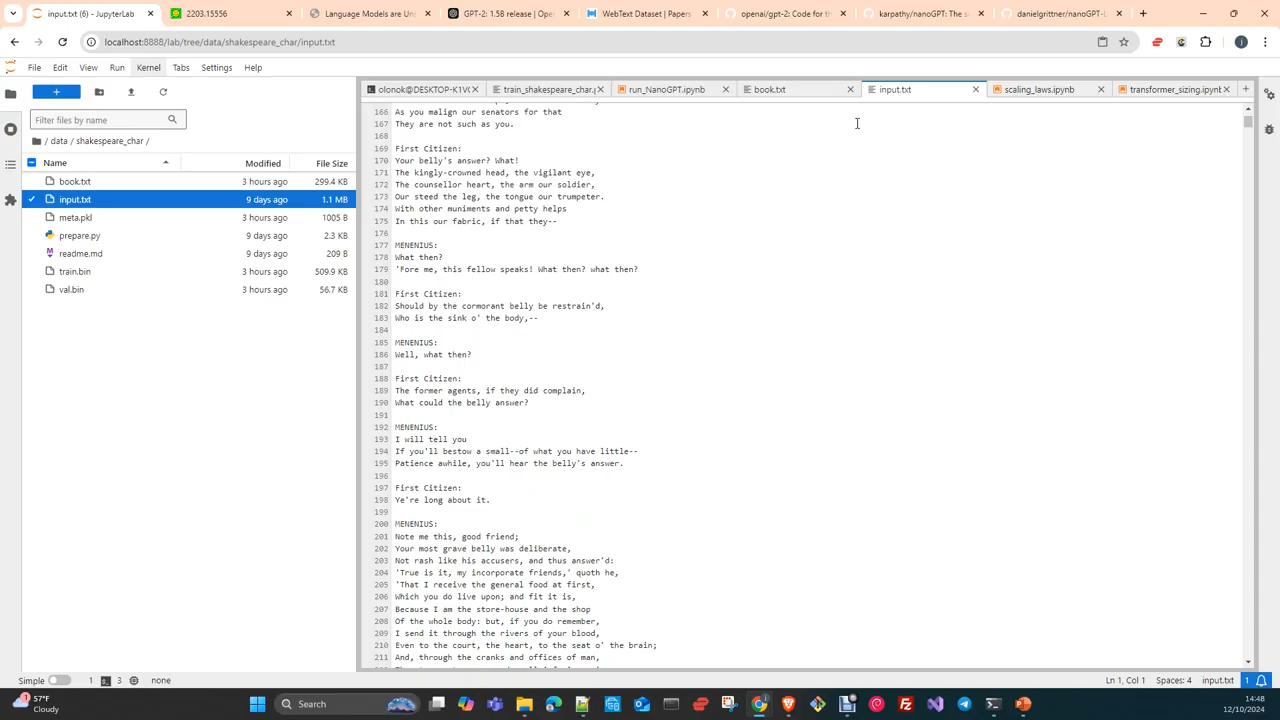 input.txt (6) - JupyterLab
2203.15556
Language Models are Uns
GPT-2: 1.5B release | Ope
WebText Dataset | Papers
openai/gpt-2: Code for th
karpathy/nanoGPT: The s
danielgrittner/nanoGPT-L
localhost:8888/lab/tree/data/shakespeare_char/input.txt
File Edit View Run Kernel Tabs Settings Help
olonok@DESKTOP-K1V
train_shakespeare_char.
run_NanoGPT.ipynb
book.txt
input.txt
scaling_laws.ipynb
transformer_sizing.ipynb
Filter files by name
/ data / shakespeare_char /
Name Modified File Size
book.txt 3 hours ago 299.4 KB
input.txt 9 days ago 1.1 MB
meta.pkl 3 hours ago 1005 B
prepare.py 9 days ago 2.3 KB
readme.md 9 days ago 209 B
train.bin 3 hours ago 509.9 KB
val.bin 3 hours ago 56.7 KB
166 As you malign our senators for that
167 They are not such as you.
168
169 First Citizen:
170 Your belly's answer? What!
171 The kingly-crowned head, the vigilant eye,
172 The counsellor heart, the arm our soldier,
173 Our steed the leg, the tongue our trumpeter.
174 With other muniments and petty helps
175 In this our fabric, if that they--
176
177 MENENIUS:
178 What then?
179 'Fore me, this fellow speaks! What then? what then?
180
181 First Citizen:
182 Should by the cormorant belly be restrain'd,
183 Who is the sink o' the body,--
184
185 MENENIUS:
186 Well, what then?
187
188 First Citizen:
189 The former agents, if they did complain,
190 What could the belly answer?
191
192 MENENIUS:
193 I will tell you
194 If you'll bestow a small--of what you have little--
195 Patience awhile, you'll hear the belly's answer.
196
197 First Citizen:
198 Ye're long about it.
199
200 MENENIUS:
201 Note me this, good friend;
202 Your most grave belly was deliberate,
203 Not rash like his accusers, and thus answer'd:
204 'True is it, my incorporate friends,' quoth he,
205 'That I receive the general food at first,
206 Which you do live upon; and fit it is,
207 Because I am the store-house and the shop
208 Of the whole body: but, if you do remember,
209 I send it through the rivers of your blood,
210 Even to the court, the heart, to the seat o' the brain;
211 And, through the cranks and offices of man,
Simple 1 3 none
Ln 1, Col 1 Spaces: 4 input.txt 1
57°F
Cloudy
Search
14:48
12/10/2024